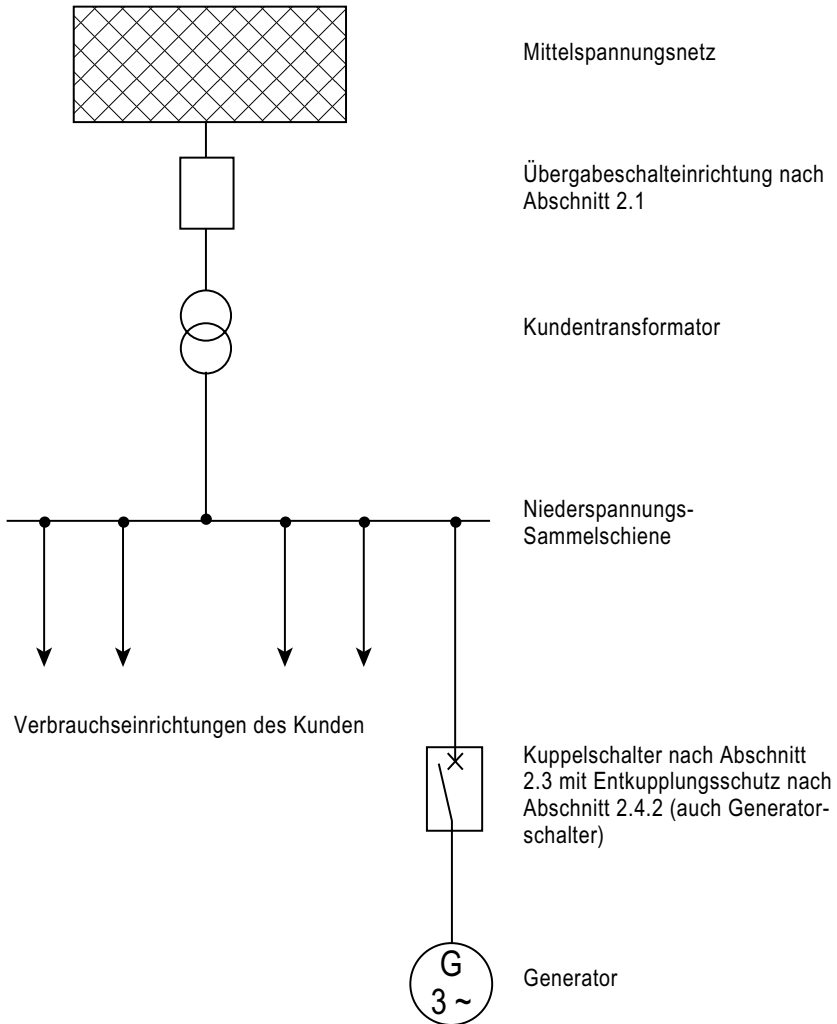 Mittelspannungsnetz
Übergabeschalteinrichtung nach
Abschnitt 2.1
Kundentransformator
Niederspannungs-
Sammelschiene
Verbrauchseinrichtungen des Kunden
Kuppelschalter nach Abschnitt
2.3 mit Entkupplungsschutz nach
Abschnitt 2.4.2 (auch Generator-
schalter)
G
3 ~
Generator